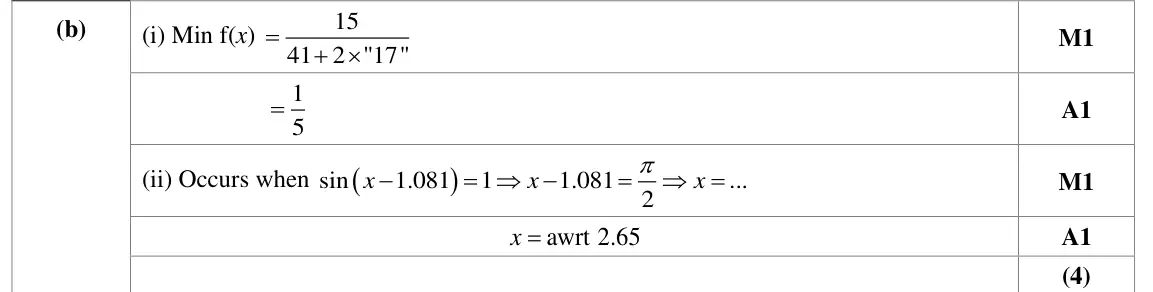 (b) (i) Min f(x) = 15 / (41 + 2 × "17") M1
= 1/5 A1
(ii) Occurs when sin(x − 1.081) = 1 ⇒ x − 1.081 = π/2 ⇒ x = ... M1
x = awrt 2.65 A1
(4)